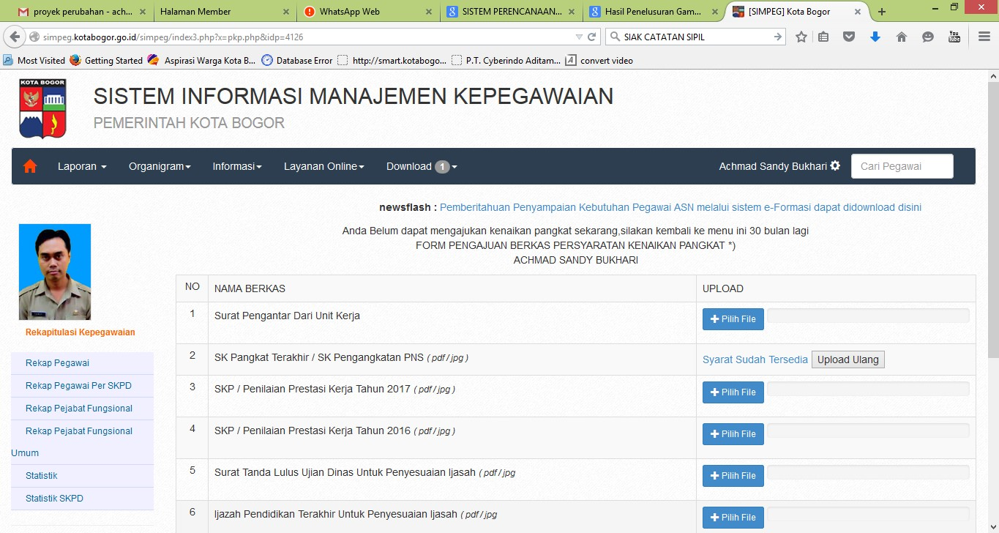 proyek perubahan - ach...
Halaman Member
WhatsApp Web
SISTEM PERENCANAAN...
Hasil Penelusuran Gam...
[SIMPEG] Kota Bogor
simpeg.kotabogor.go.id/simpeg/index3.php?x=pkp.php&idp=4126
SIAK CATATAN SIPIL
Most Visited
Getting Started
Aspirasi Warga Kota B...
Database Error
http://smart.kotabogo...
P.T. Cyberindo Aditam...
convert video
KOTA BOGOR
SISTEM INFORMASI MANAJEMEN KEPEGAWAIAN
PEMERINTAH KOTA BOGOR
Laporan
Organigram
Informasi
Layanan Online
Download 1
Achmad Sandy Bukhari
Cari Pegawai
newsflash : Pemberitahuan Penyampaian Kebutuhan Pegawai ASN melalui sistem e-Formasi dapat didownload disini
Anda Belum dapat mengajukan kenaikan pangkat sekarang,silakan kembali ke menu ini 30 bulan lagi
FORM PENGAJUAN BERKAS PERSYARATAN KENAIKAN PANGKAT *)
ACHMAD SANDY BUKHARI
Rekapitulasi Kepegawaian
Rekap Pegawai
Rekap Pegawai Per SKPD
Rekap Pejabat Fungsional
Rekap Pejabat Fungsional
Umum
Statistik
Statistik SKPD
NO NAMA BERKAS UPLOAD
1 Surat Pengantar Dari Unit Kerja Pilih File
2 SK Pangkat Terakhir / SK Pengangkatan PNS ( pdf / jpg ) Syarat Sudah Tersedia Upload Ulang
3 SKP / Penilaian Prestasi Kerja Tahun 2017 ( pdf / jpg ) Pilih File
4 SKP / Penilaian Prestasi Kerja Tahun 2016 ( pdf / jpg ) Pilih File
5 Surat Tanda Lulus Ujian Dinas Untuk Penyesuaian Ijasah ( pdf / jpg Pilih File
6 Ijazah Pendidikan Terakhir Untuk Penyesuaian Ijasah ( pdf / jpg Pilih File